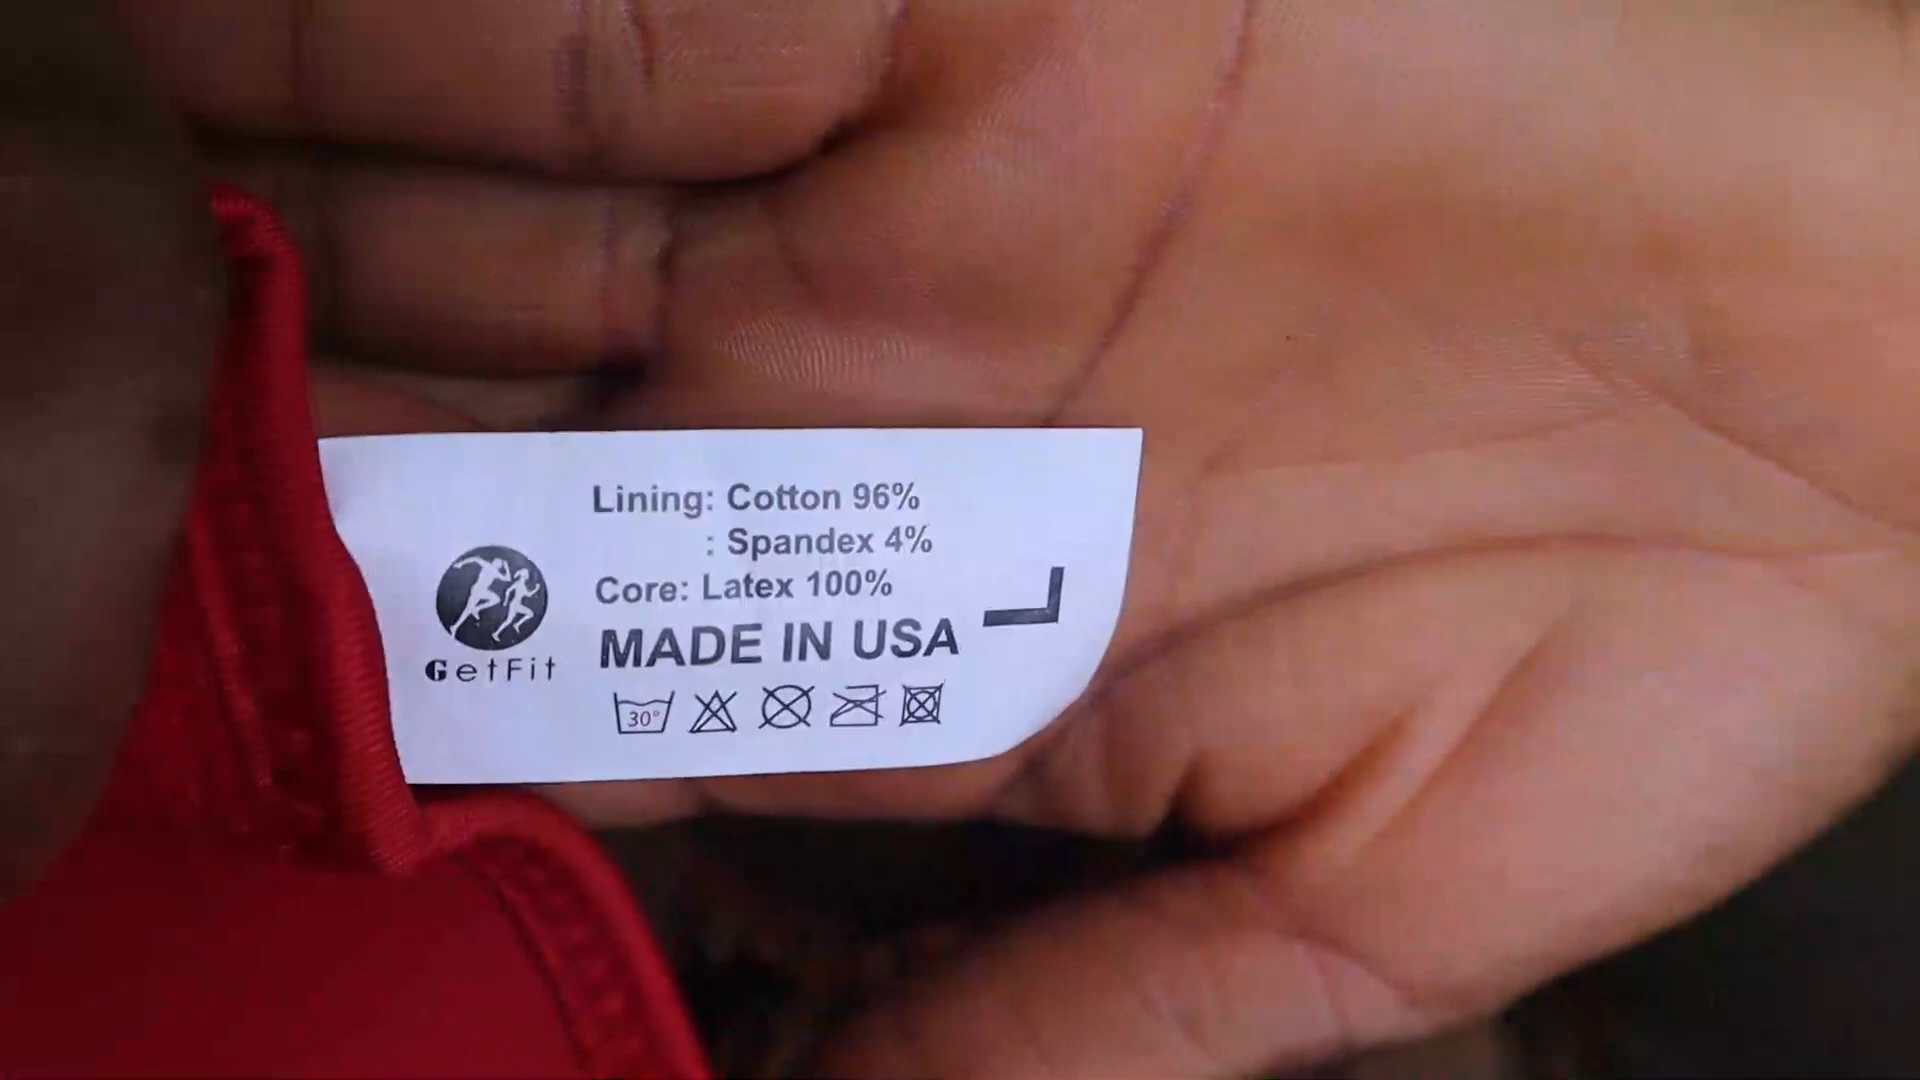 Lining: Cotton 96%
: Spandex 4%
Core: Latex 100%
MADE IN USA
L
GetFit
30°